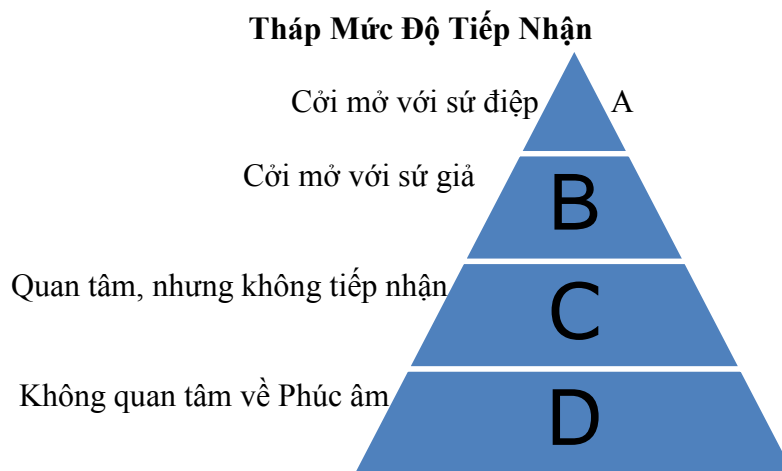 Tháp Mức Độ Tiếp Nhận
Cởi mở với sứ điệp
A
Cởi mở với sứ giả
B
Quan tâm, nhưng không tiếp nhận
C
Không quan tâm về Phúc âm
D